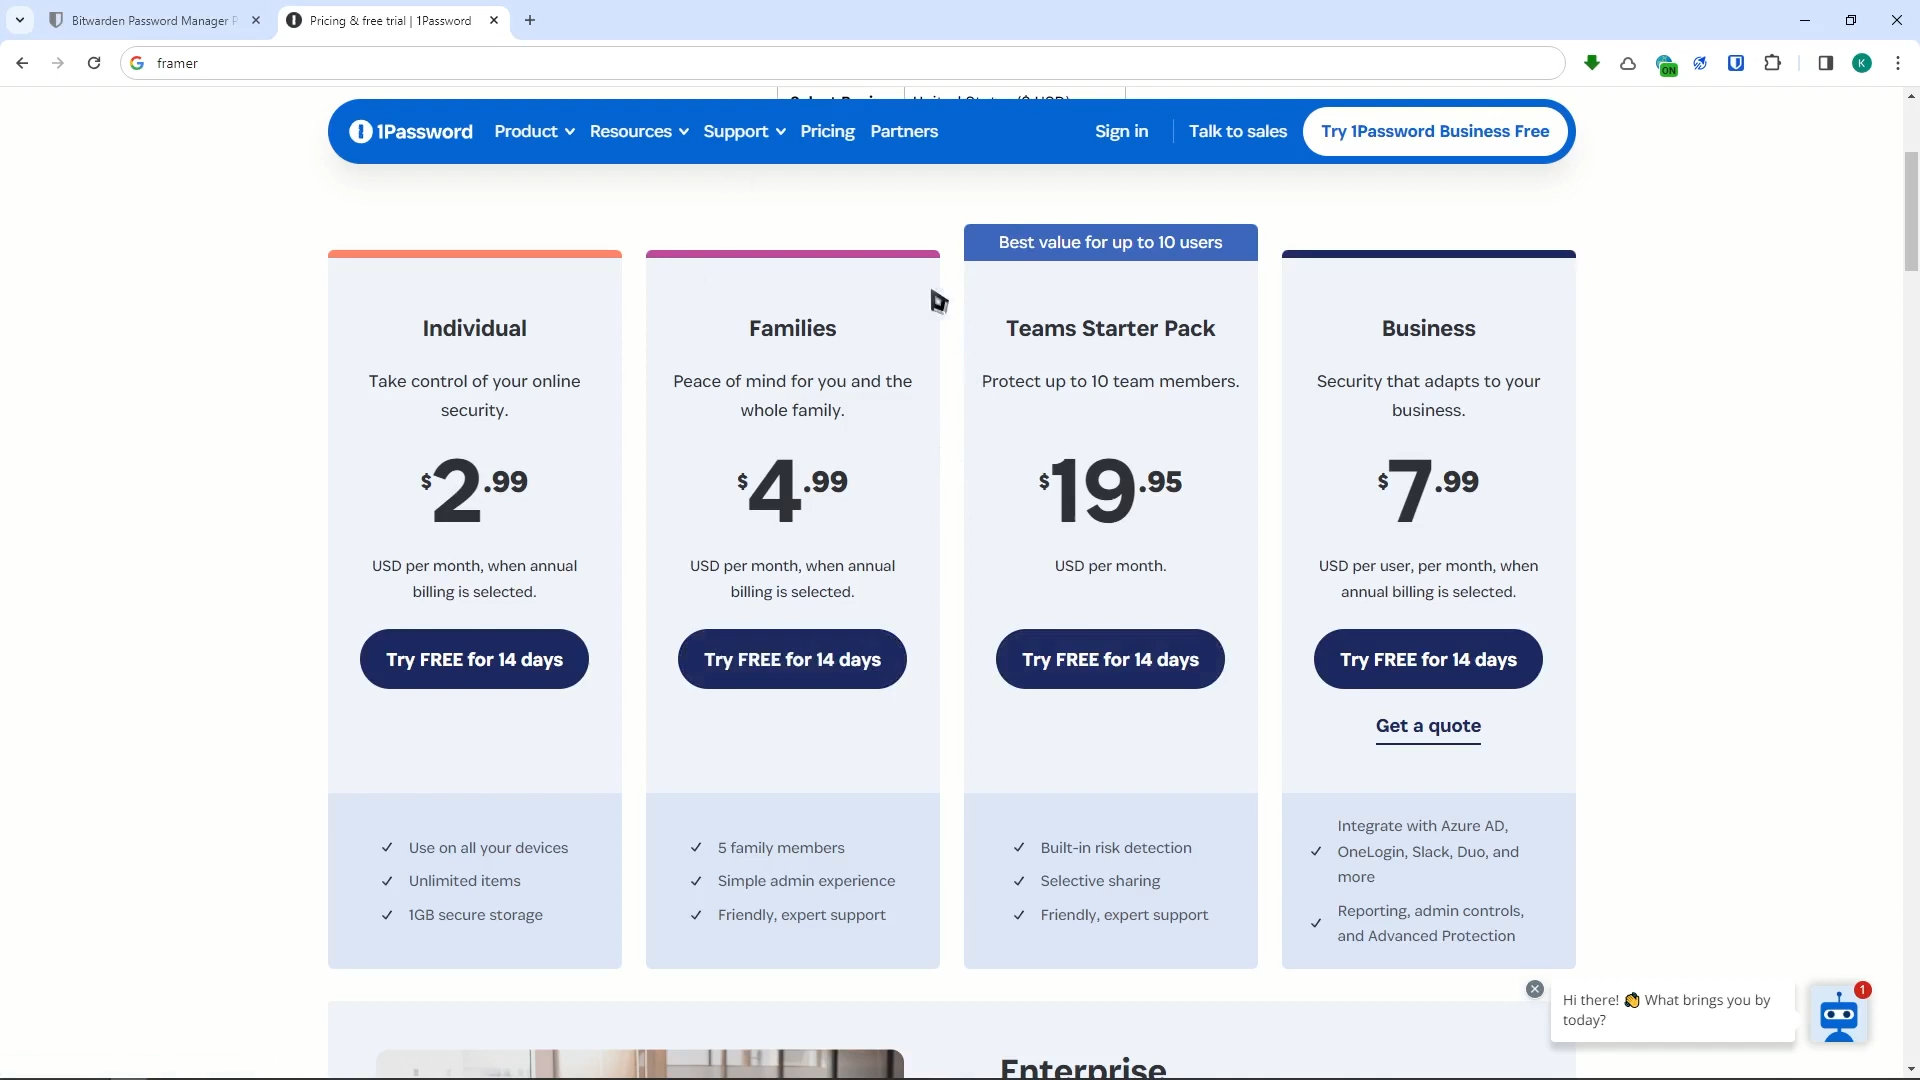 Bitwarden Password Manager P
Pricing & free trial | 1Password
framer
ON
K
1Password
Product
Resources
Support
Pricing
Partners
Sign in
Talk to sales
Try 1Password Business Free
Best value for up to 10 users
Individual
Take control of your online
security.
$2.99
USD per month, when annual
billing is selected.
Try FREE for 14 days
Use on all your devices
Unlimited items
1GB secure storage
Families
Peace of mind for you and the
whole family.
$4.99
USD per month, when annual
billing is selected.
Try FREE for 14 days
5 family members
Simple admin experience
Friendly, expert support
Teams Starter Pack
Protect up to 10 team members.
$19.95
USD per month.
Try FREE for 14 days
Built-in risk detection
Selective sharing
Friendly, expert support
Business
Security that adapts to your
business.
$7.99
USD per user, per month, when
annual billing is selected.
Try FREE for 14 days
Get a quote
Integrate with Azure AD,
OneLogin, Slack, Duo, and
more
Reporting, admin controls,
and Advanced Protection
Hi there! 👋 What brings you by
today?
1
Enterprise